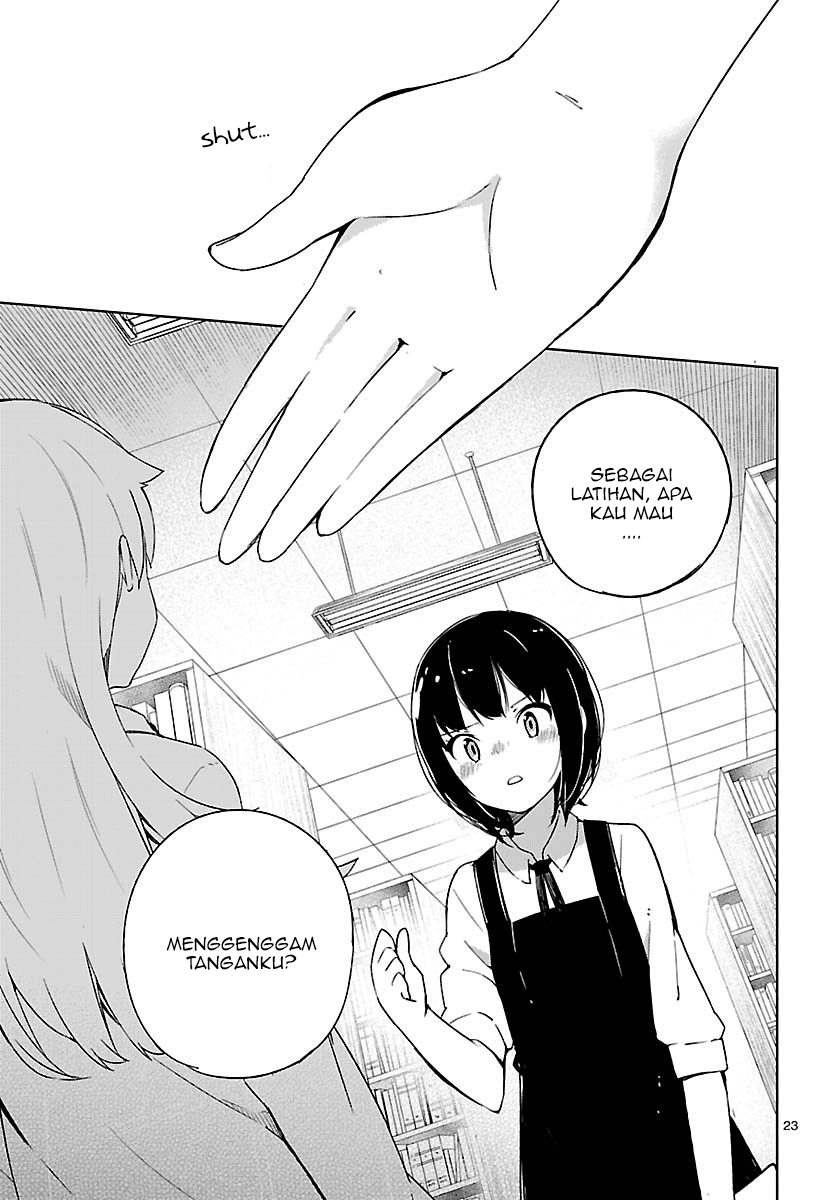 shut...
SEBAGAI
LATIHAN, APA
KAU MAU
....
MENGGENGGAM
TANGANKU?
23